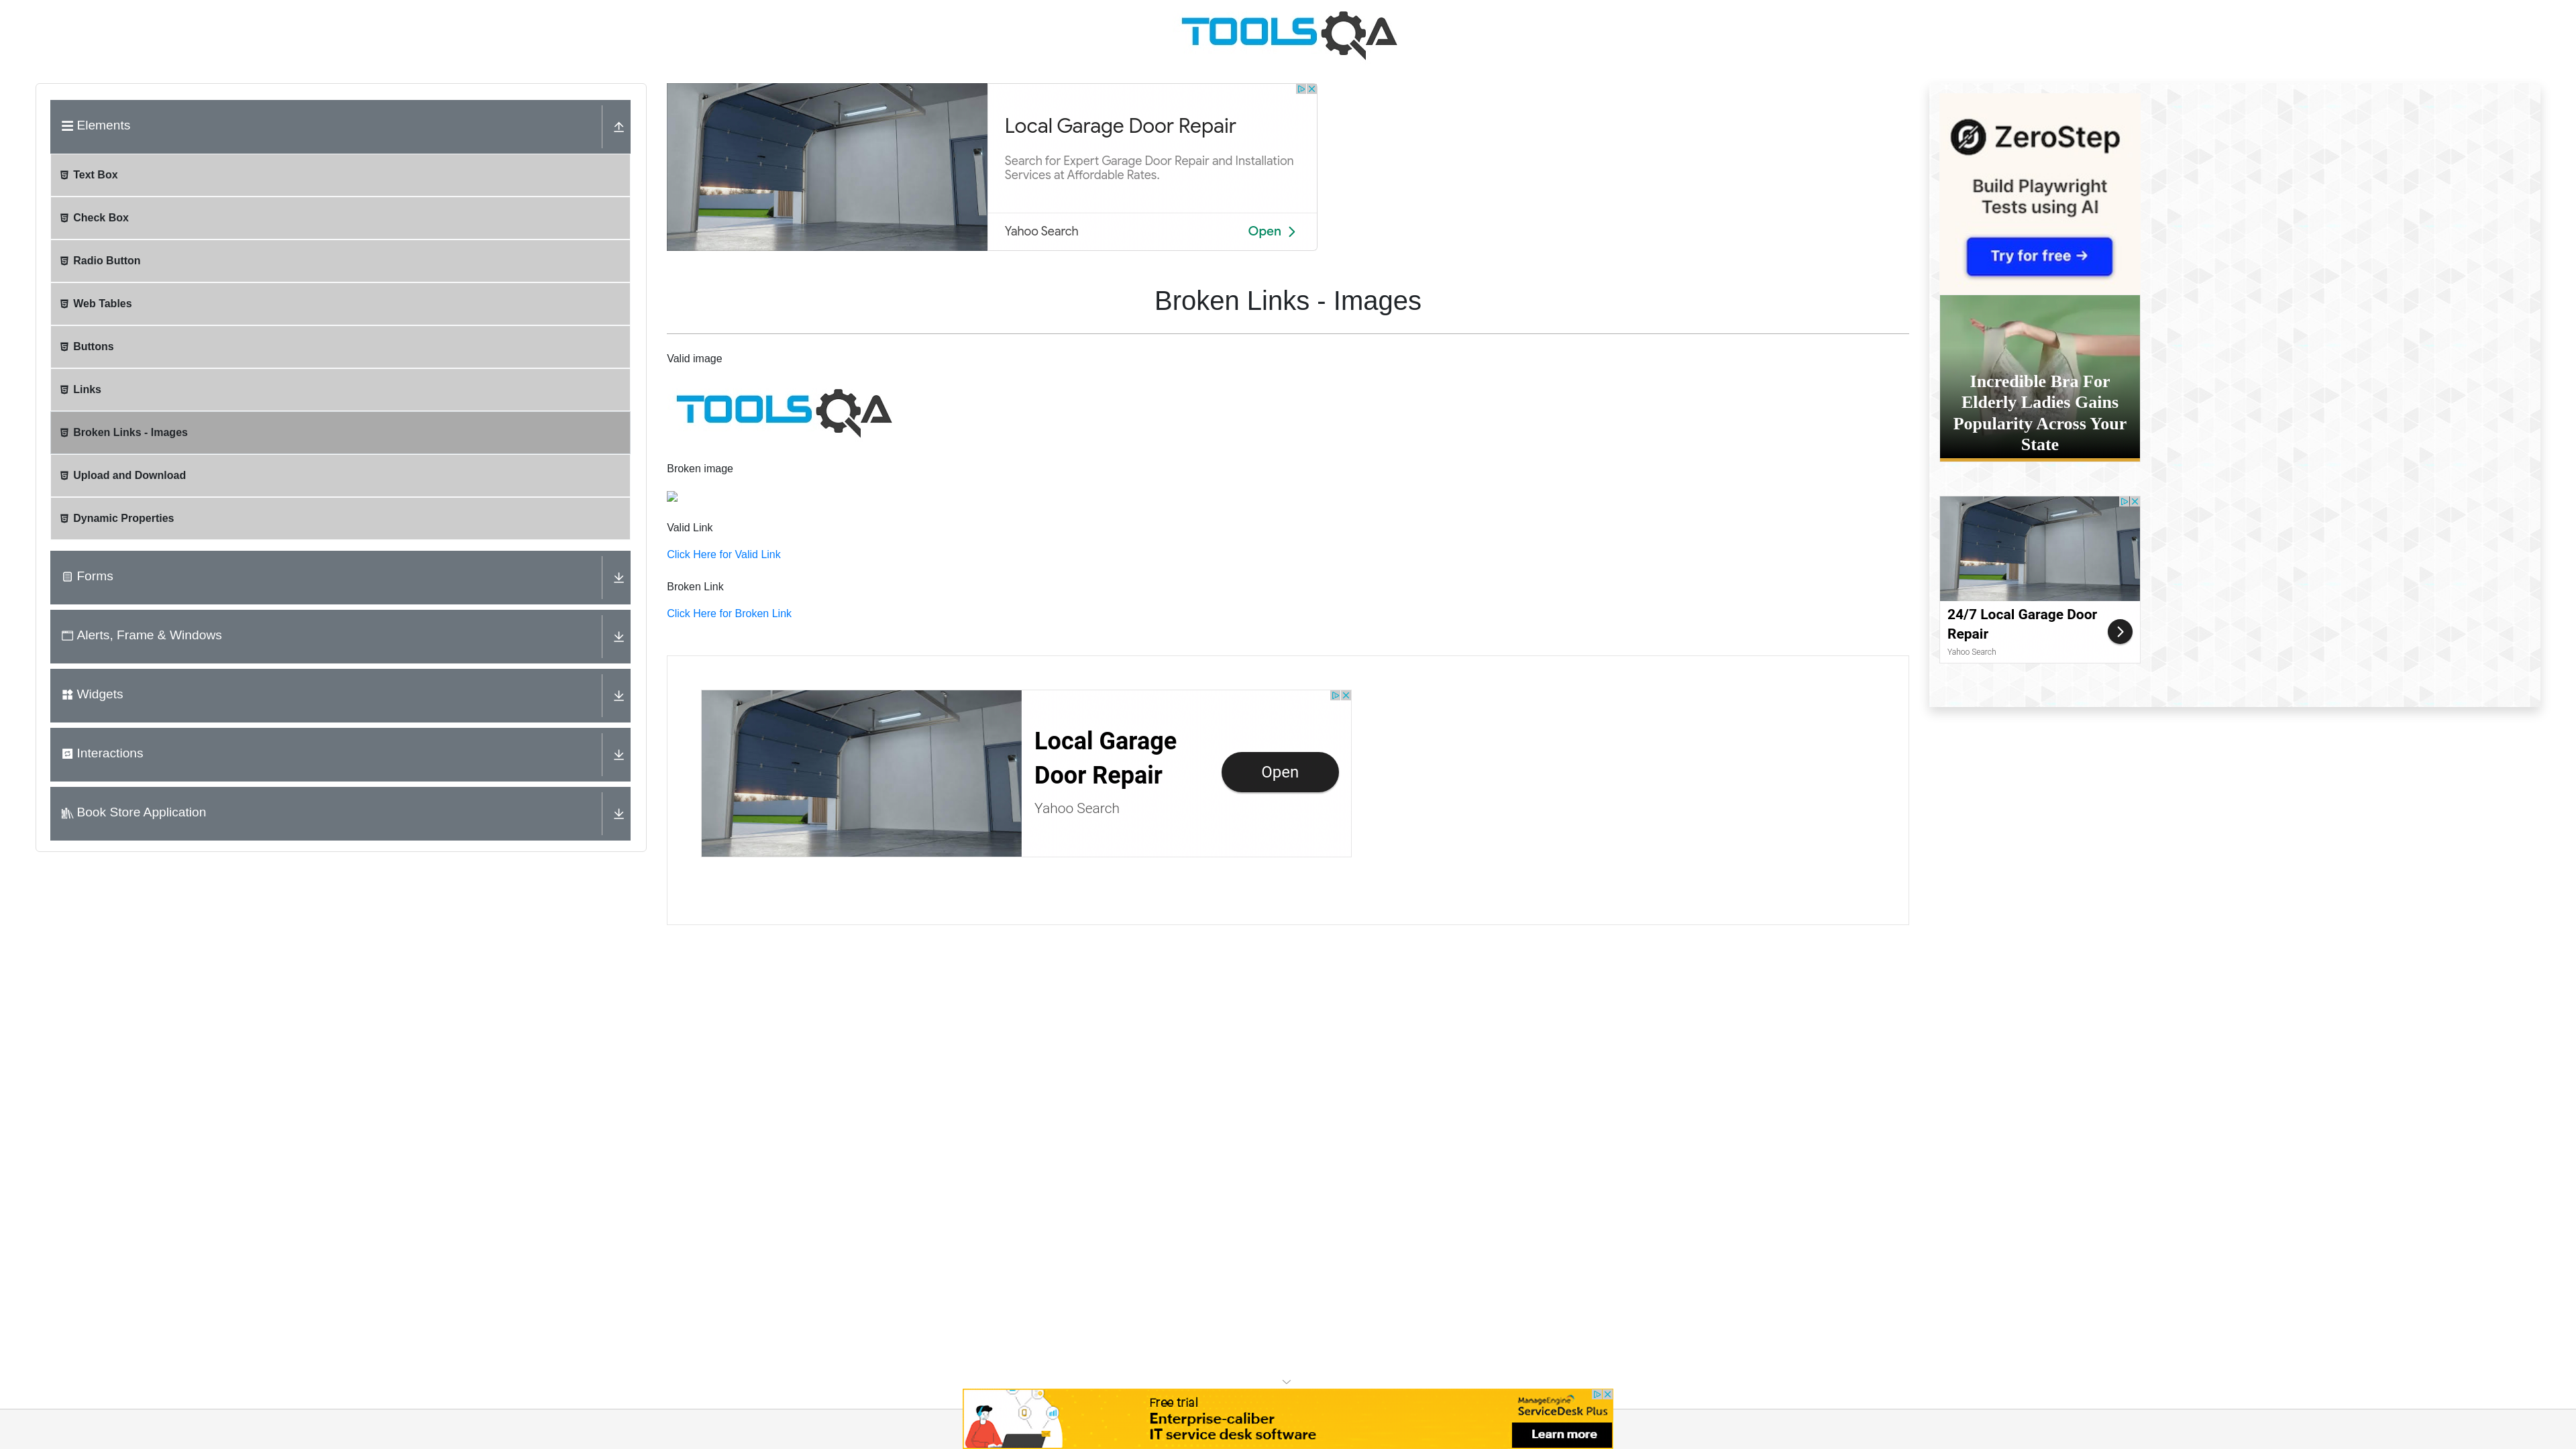 TOOLSQA
Elements
Text Box
Check Box
Radio Button
Web Tables
Buttons
Links
Broken Links - Images
Upload and Download
Dynamic Properties
Forms
Alerts, Frame & Windows
Widgets
Interactions
Book Store Application
Local Garage Door Repair
Search for Expert Garage Door Repair and Installation
Services at Affordable Rates.
Yahoo Search
Open
Broken Links - Images
Valid image
TOOLSQA
Broken image
Valid Link
Click Here for Valid Link
Broken Link
Click Here for Broken Link
Local Garage
Door Repair
Yahoo Search
Open
ZeroStep
Build Playwright
Tests using AI
Try for free →
Incredible Bra For
Elderly Ladies Gains
Popularity Across Your
State
24/7 Local Garage Door
Repair
Yahoo Search
Free trial
Enterprise-caliber
IT service desk software
ManageEngine
ServiceDesk Plus
Learn more